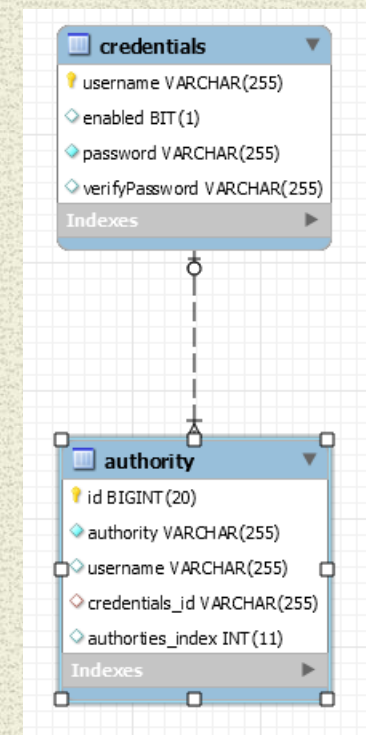 credentials
username VARCHAR(255)
enabled BIT(1)
password VARCHAR(255)
verifyPassword VARCHAR(255)
Indexes
authority
id BIGINT(20)
authority VARCHAR(255)
username VARCHAR(255)
credentials_id VARCHAR(255)
authorties_index INT(11)
Indexes